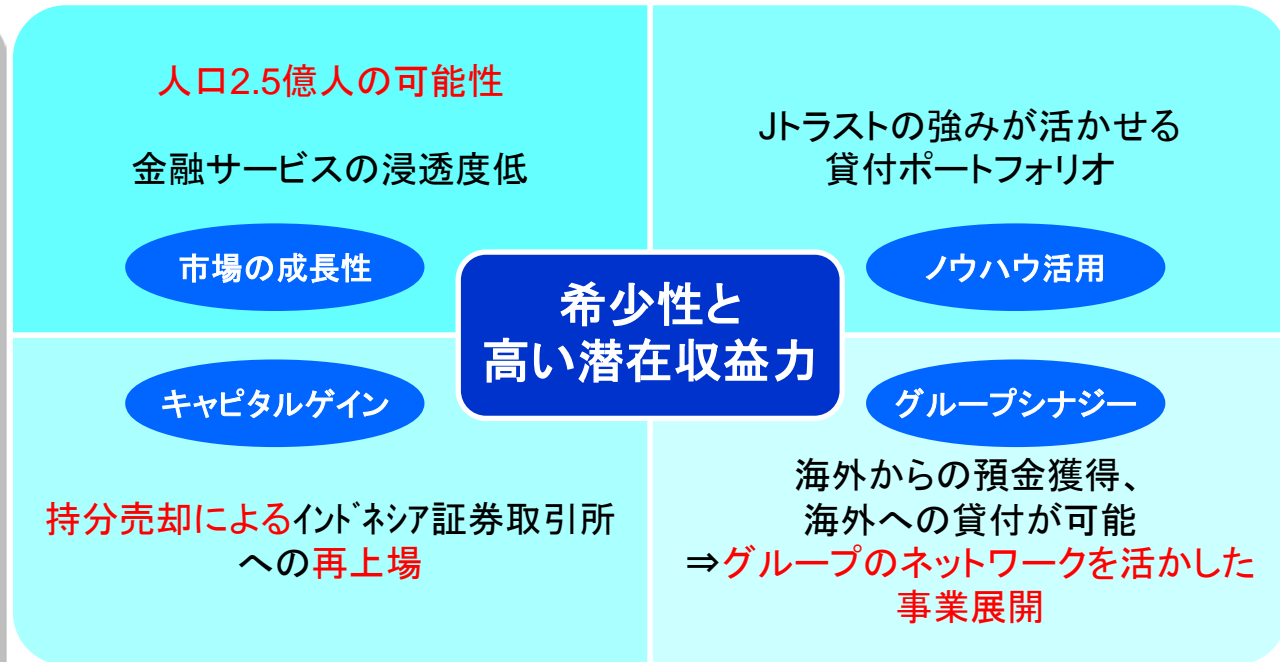 人口2.5億人の可能性
金融サービスの浸透度低
市場の成長性
Jトラストの強みが活かせる
貸付ポートフォリオ
ノウハウ活用
希少性と
高い潜在収益力
キャピタルゲイン
持分売却によるｲﾝﾄﾞﾈｼｱ証券取引所
への再上場
グループシナジー
海外からの預金獲得、
海外への貸付が可能
⇒グループのネットワークを活かした
事業展開